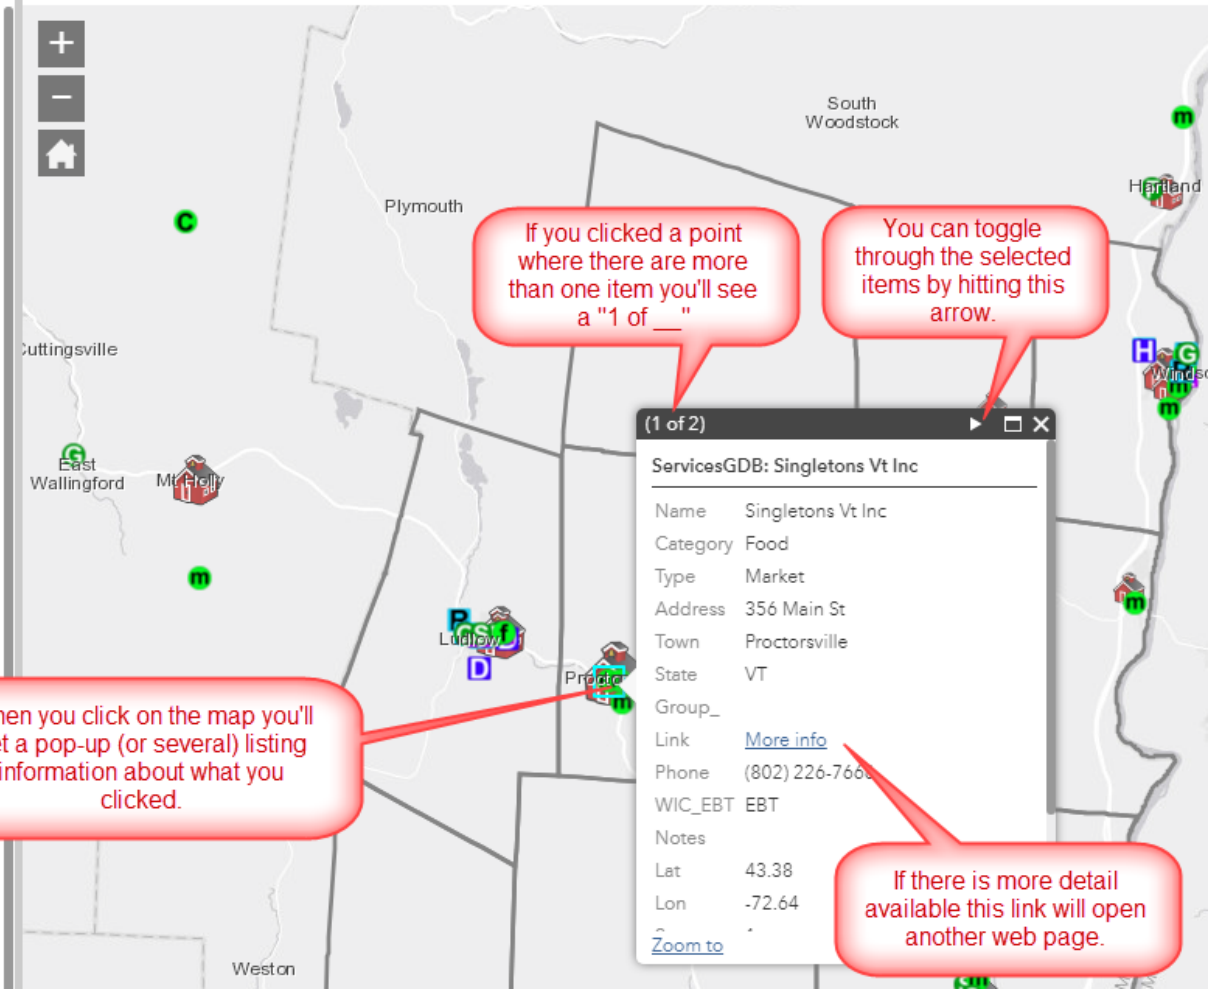 +
−
South
Woodstock
m
Hartland
Plymouth
C
If you clicked a point
where there are more
than one item you'll see
a "1 of __"
You can toggle
through the selected
items by hitting this
arrow.
Cuttingsville
H
G
m
m
G
East
Wallingford
Mt Holly
(1 of 2)
ServicesGDB: Singletons Vt Inc
Name Singletons Vt Inc
Category Food
Type Market
Address 356 Main St
Town Proctorsville
State VT
Group_
Link More info
Phone (802) 226-766
WIC_EBT EBT
Notes
Lat 43.38
Lon -72.64
Zoom to
m
m
P
f
Ludlow
D
m
hen you click on the map you'll
et a pop-up (or several) listing
information about what you
clicked.
If there is more detail
available this link will open
another web page.
Weston